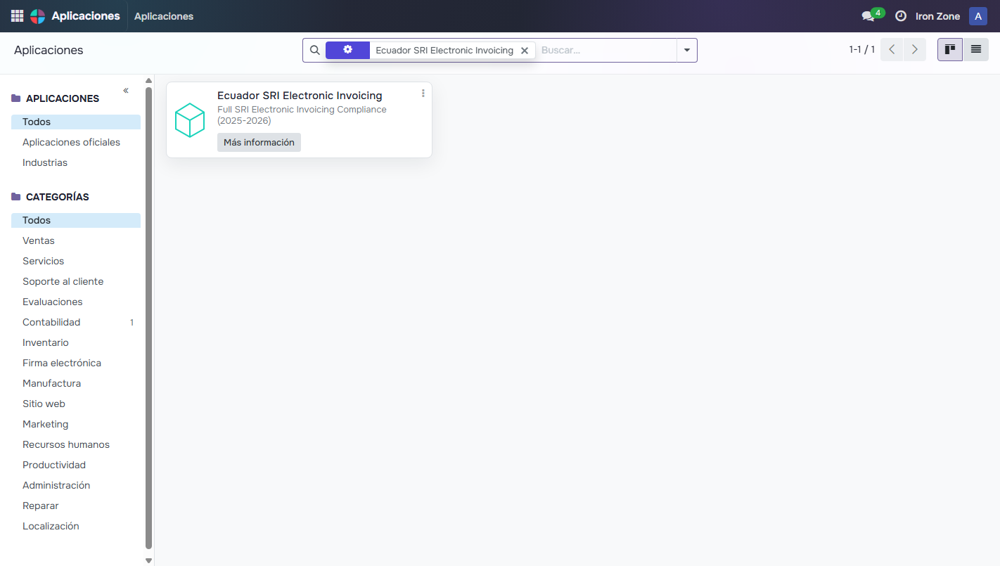 Aplicaciones
Aplicaciones
4
Iron Zone
A
Aplicaciones
Ecuador SRI Electronic Invoicing
Buscar...
1-1 / 1
APLICACIONES
Todos
Aplicaciones oficiales
Industrias
CATEGORÍAS
Todos
Ventas
Servicios
Soporte al cliente
Evaluaciones
Contabilidad 1
Inventario
Firma electrónica
Manufactura
Sitio web
Marketing
Recursos humanos
Productividad
Administración
Reparar
Localización
Ecuador SRI Electronic Invoicing
Full SRI Electronic Invoicing Compliance
(2025-2026)
Más información